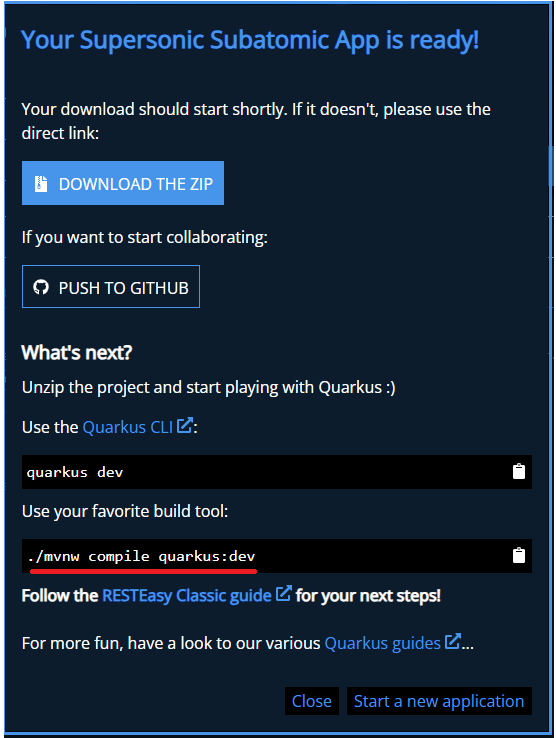 Your Supersonic Subatomic App is ready!
Your download should start shortly. If it doesn't, please use the
direct link:
DOWNLOAD THE ZIP
If you want to start collaborating:
PUSH TO GITHUB
What's next?
Unzip the project and start playing with Quarkus :)
Use the Quarkus CLI:
quarkus dev
Use your favorite build tool:
./mvnw compile quarkus:dev
Follow the RESTEasy Classic guide for your next steps!
For more fun, have a look to our various Quarkus guides...
Close Start a new application